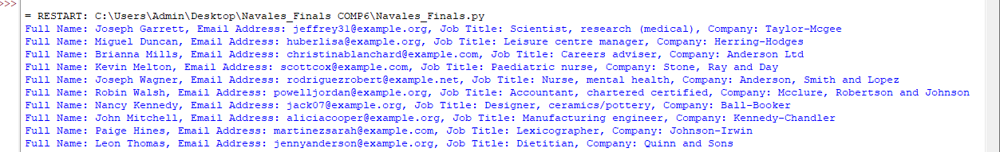 >>>
= RESTART: C:\Users\Admin\Desktop\Navales_Finals COMP6\Navales_Finals.py
Full Name: Joseph Garrett, Email Address: jeffrey31@example.org, Job Title: Scientist, research (medical), Company: Taylor-Mcgee
Full Name: Miguel Duncan, Email Address: huberlisa@example.org, Job Title: Leisure centre manager, Company: Herring-Hodges
Full Name: Brianna Mills, Email Address: christinablanchard@example.com, Job Title: Careers adviser, Company: Anderson Ltd
Full Name: Kevin Melton, Email Address: scottcox@example.com, Job Title: Paediatric nurse, Company: Stone, Ray and Day
Full Name: Joseph Wagner, Email Address: rodriguezrobert@example.net, Job Title: Nurse, mental health, Company: Anderson, Smith and Lopez
Full Name: Robin Walsh, Email Address: powelljordan@example.com, Job Title: Accountant, chartered certified, Company: Mcclure, Robertson and Johnson
Full Name: Nancy Kennedy, Email Address: jack07@example.org, Job Title: Designer, ceramics/pottery, Company: Ball-Booker
Full Name: John Mitchell, Email Address: aliciacooper@example.org, Job Title: Manufacturing engineer, Company: Kennedy-Chandler
Full Name: Paige Hines, Email Address: martinezsarah@example.com, Job Title: Lexicographer, Company: Johnson-Irwin
Full Name: Leon Thomas, Email Address: jennyanderson@example.org, Job Title: Dietitian, Company: Quinn and Sons